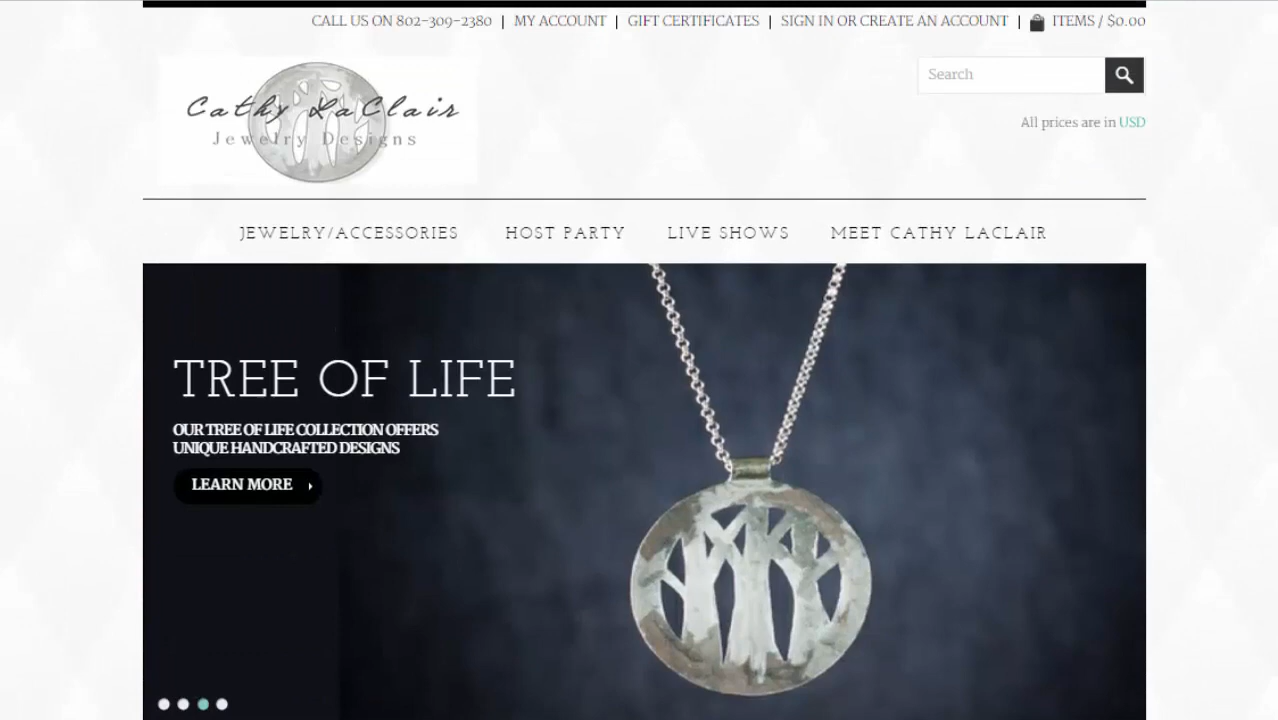 CALL US ON 802-309-2380 | MY ACCOUNT | GIFT CERTIFICATES | SIGN IN OR CREATE AN ACCOUNT | ITEMS / $0.00
Cathy LaClair
Jewelry Designs
Search
All prices are in USD
JEWELRY/ACCESSORIES HOST PARTY LIVE SHOWS MEET CATHY LACLAIR
TREE OF LIFE
OUR TREE OF LIFE COLLECTION OFFERS
UNIQUE HANDCRAFTED DESIGNS
LEARN MORE